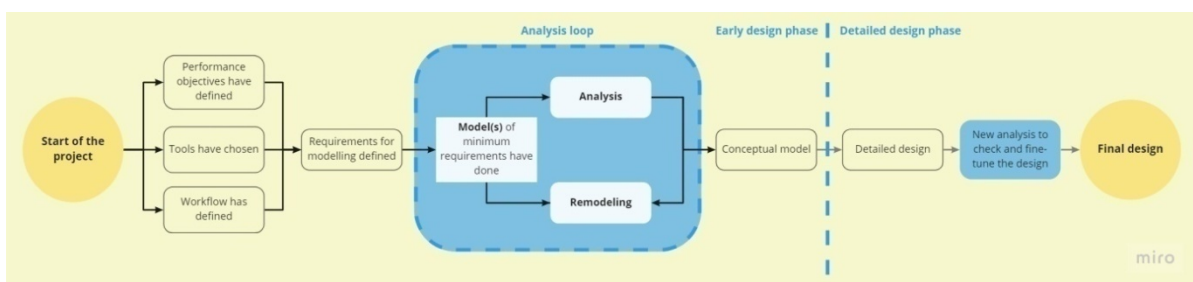 Analysis loop
Early design phase
Detailed design phase
Start of the
project
Performance
objectives have
defined
Tools have chosen
Workflow has
defined
Requirements for
modelling defined
Model(s) of
minimum
requirements have
done
Analysis
Remodeling
Conceptual model
Detailed design
New analysis to
check and fine-
tune the design
Final design
miro